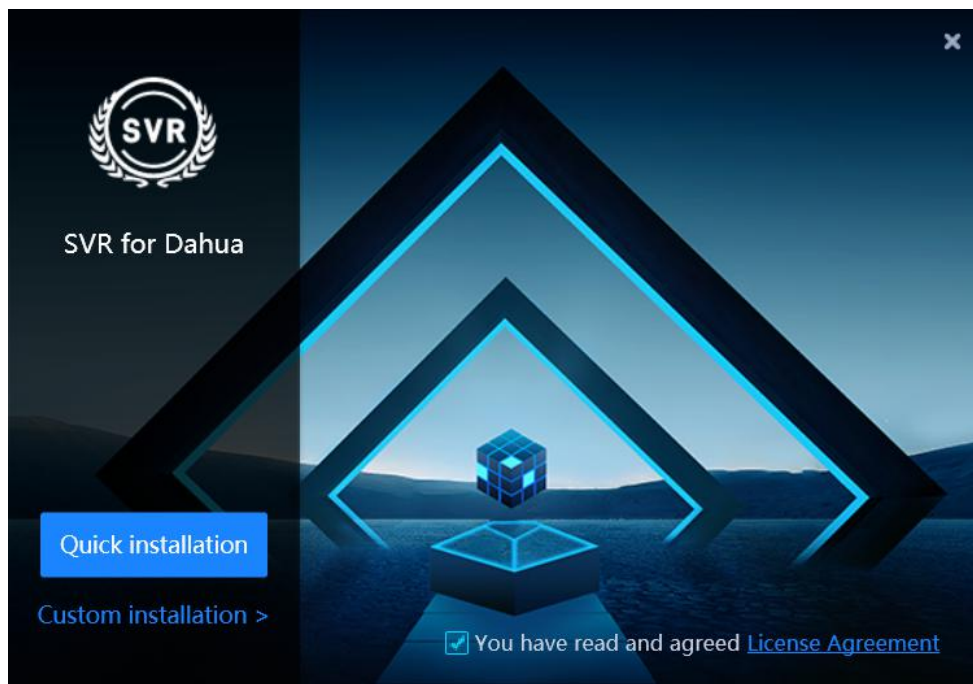 SVR
SVR for Dahua
Quick installation
Custom installation >
You have read and agreed License Agreement